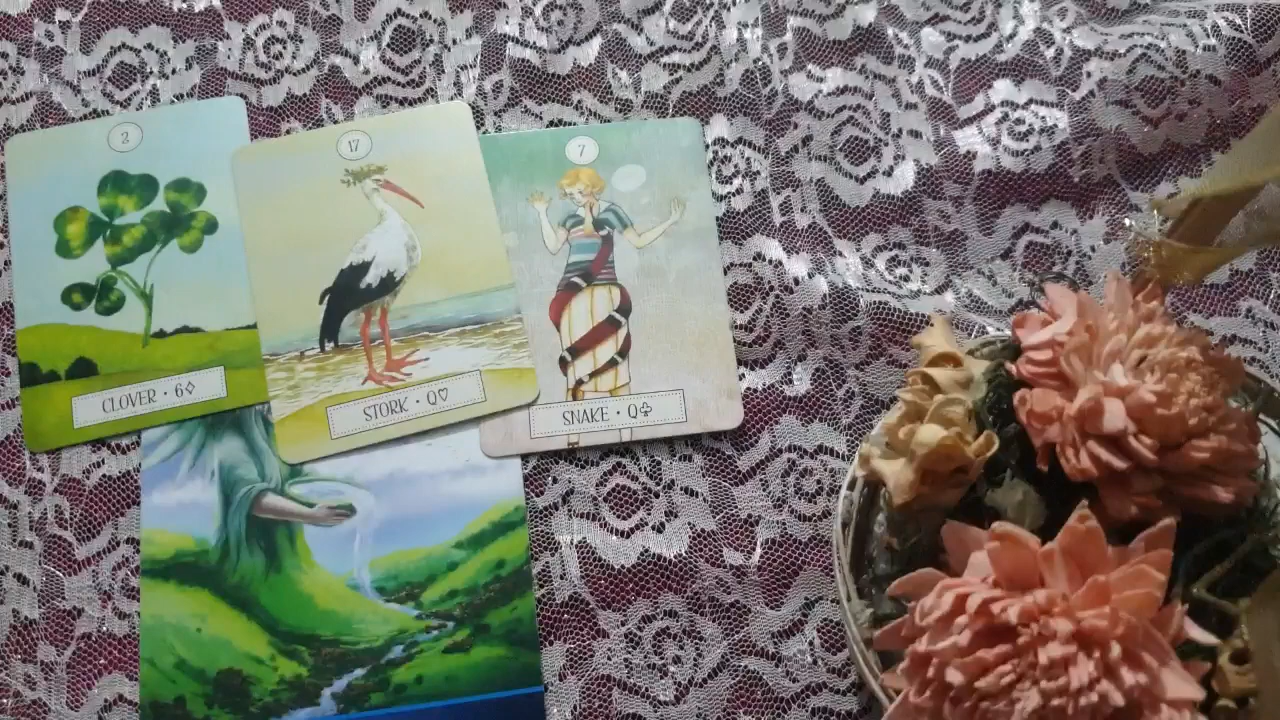 2
CLOVER • 6♢
17
STORK • Q♡
7
SNAKE • Q♧